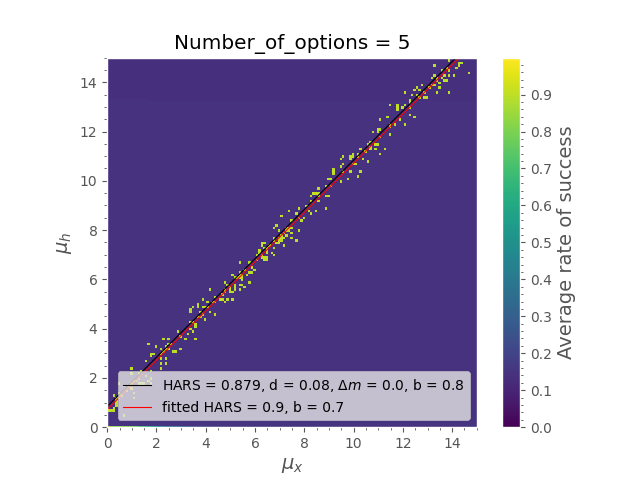 Number_of_options = 5
14
12
10
8
6
4
2
0
μh
0 2 4 6 8 10 12 14
μx
HARS = 0.879, d = 0.08, Δm = 0.0, b = 0.8
fitted HARS = 0.9, b = 0.7
0.9
0.8
0.7
0.6
0.5
0.4
0.3
0.2
0.1
0.0
Average rate of success